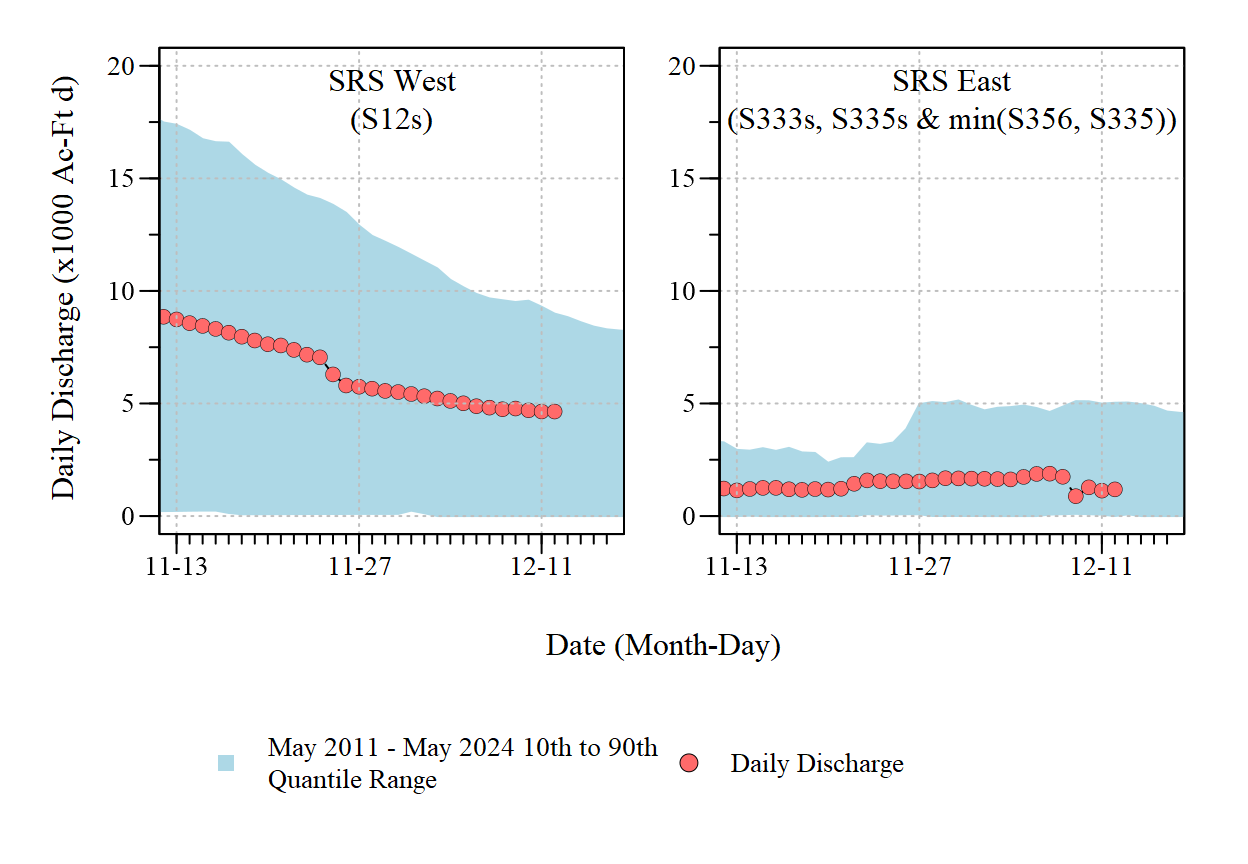 SRS West
(S12s)
SRS East
(S333s, S335s & min(S356, S335))
Daily Discharge (x1000 Ac-Ft d)
20
15
10
5
0
11-13
11-27
12-11
20
15
10
5
0
11-13
11-27
12-11
Date (Month-Day)
May 2011 - May 2024 10th to 90th
Quantile Range
Daily Discharge